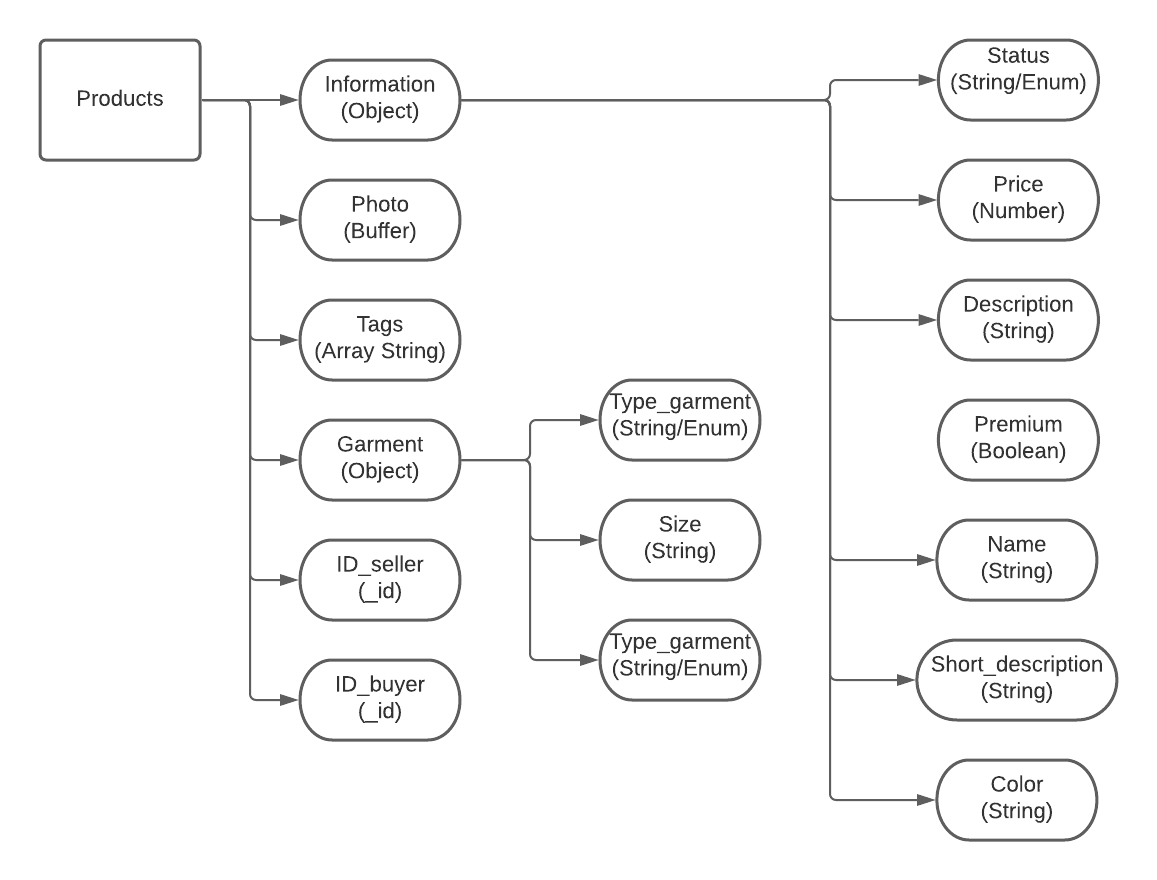 Products
Information
(Object)
Photo
(Buffer)
Tags
(Array String)
Garment
(Object)
ID_seller
(_id)
ID_buyer
(_id)
Type_garment
(String/Enum)
Size
(String)
Type_garment
(String/Enum)
Status
(String/Enum)
Price
(Number)
Description
(String)
Premium
(Boolean)
Name
(String)
Short_description
(String)
Color
(String)